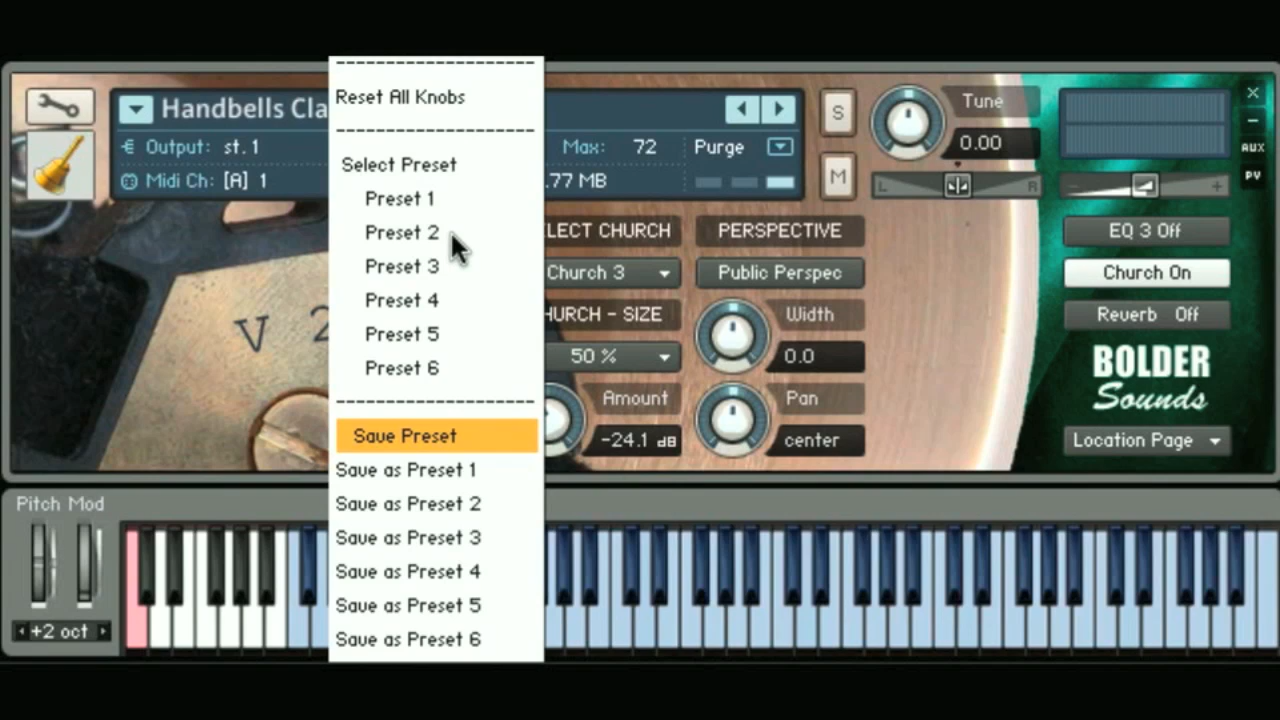 Handbells Cla
Output: st.1
Midi Ch: [A] 1
Max: 72
Purge
.77 MB
S
M
Tune
0.00
L
R
- +
×
-
AUX
PV
------------------
Reset All Knobs
------------------
Select Preset
Preset 1
Preset 2
Preset 3
Preset 4
Preset 5
Preset 6
------------------
Save Preset
Save as Preset 1
Save as Preset 2
Save as Preset 3
Save as Preset 4
Save as Preset 5
Save as Preset 6
V 2
LECT CHURCH
Church 3
HURCH - SIZE
50 %
Amount
-24.1 dB
PERSPECTIVE
Public Perspec
Width
0.0
Pan
center
EQ 3 Off
Church On
Reverb Off
BOLDER
Sounds
Location Page
Pitch Mod
+2 oct